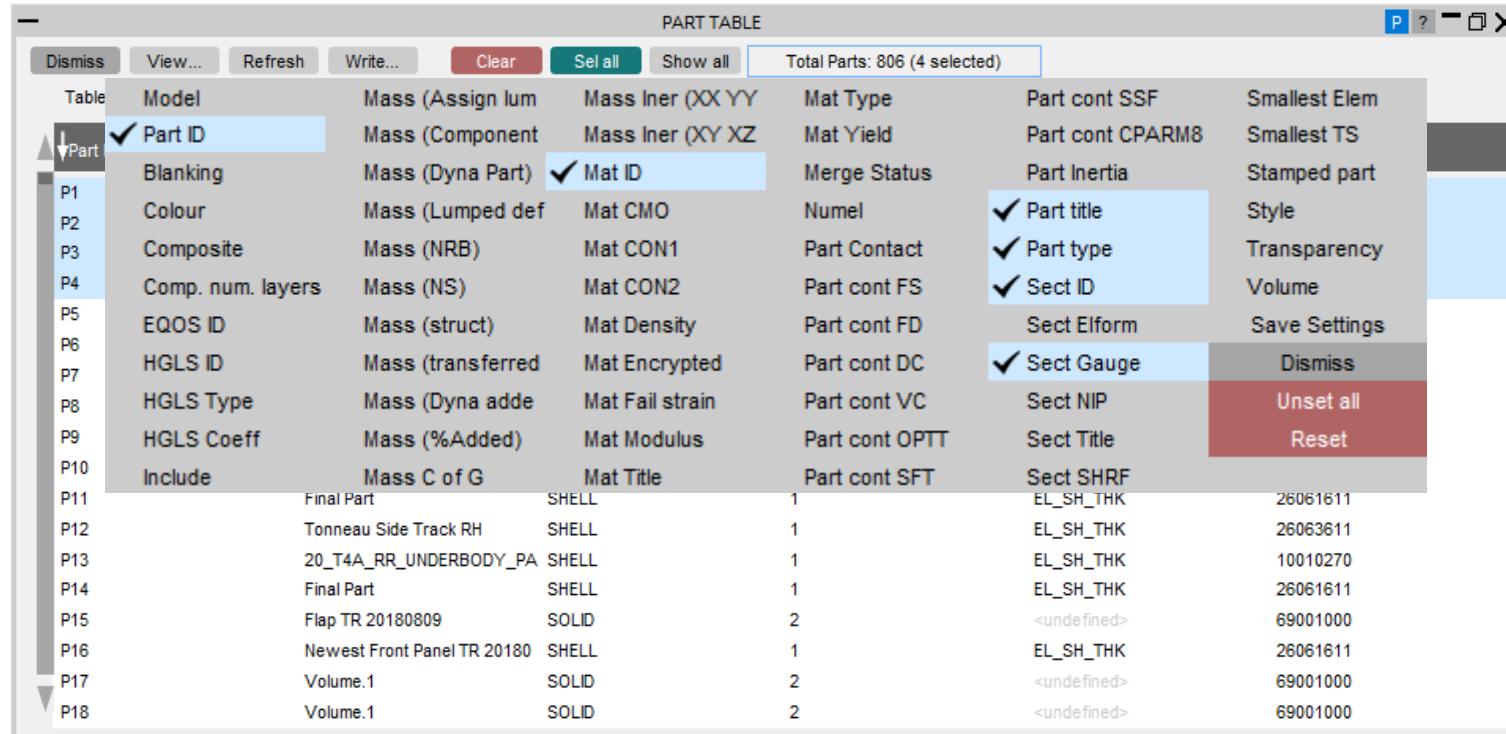 PART TABLE P ?
Dismiss View... Refresh Write... Clear Sel all Show all Total Parts: 806 (4 selected)
Table Model Mass (Assign lum Mass Iner (XX YY Mat Type Part cont SSF Smallest Elem
Part Part ID Mass (Component Mass Iner (XY XZ Mat Yield Part cont CPARM8 Smallest TS
Blanking Mass (Dyna Part) Mat ID Merge Status Part Inertia Stamped part
P1
Colour Mass (Lumped def Mat CMO Numel Part title Style
P2
Composite Mass (NRB) Mat CON1 Part Contact Part type Transparency
P3
P4 Comp. num. layers Mass (NS) Mat CON2 Part cont FS Sect ID Volume
P5
EQOS ID Mass (struct) Mat Density Part cont FD Sect Elform Save Settings
P6
HGLS ID Mass (transferred Mat Encrypted Part cont DC Sect Gauge Dismiss
P7
P8 HGLS Type Mass (Dyna adde Mat Fail strain Part cont VC Sect NIP Unset all
P9 HGLS Coeff Mass (%Added) Mat Modulus Part cont OPTT Sect Title Reset
P10
Include Mass C of G Mat Title Part cont SFT Sect SHRF
P11 Final Part SHELL 1 EL_SH_THK 26061611
P12 Tonneau Side Track RH SHELL 1 EL_SH_THK 26063611
P13 20_T4A_RR_UNDERBODY_PA SHELL 1 EL_SH_THK 10010270
P14 Final Part SHELL 1 EL_SH_THK 26061611
P15 Flap TR 20180809 SOLID 2 <undefined> 69001000
P16 Newest Front Panel TR 20180 SHELL 1 EL_SH_THK 26061611
P17 Volume.1 SOLID 2 <undefined> 69001000
P18 Volume.1 SOLID 2 <undefined> 69001000